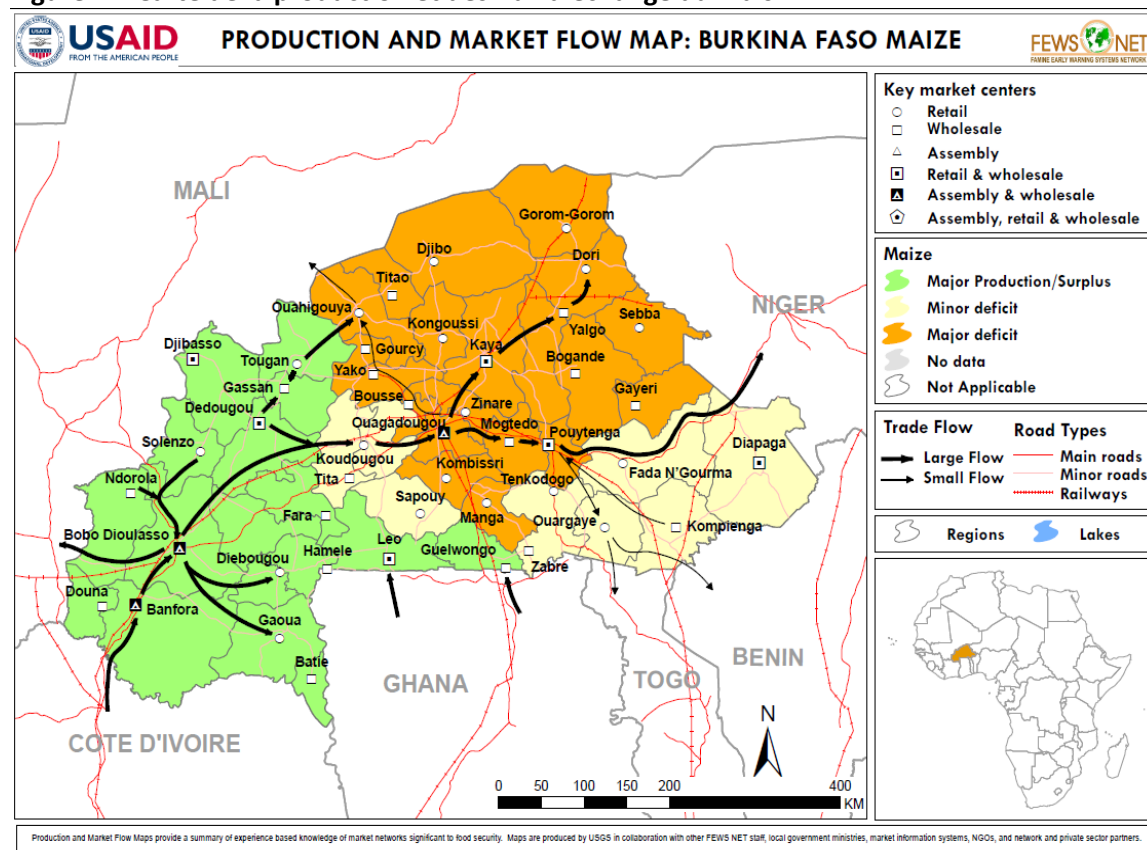 USAID
FROM THE AMERICAN PEOPLE
PRODUCTION AND MARKET FLOW MAP: BURKINA FASO MAIZE
FEWS NET
FAMINE EARLY WARNING SYSTEMS NETWORK
Key market centers
Retail
Wholesale
Assembly
Retail & wholesale
Assembly & wholesale
Assembly, retail & wholesale
Maize
Major Production/Surplus
Minor deficit
Major deficit
No data
Not Applicable
Trade Flow
Large Flow
Small Flow
Road Types
Main roads
Minor roads
Railways
Regions
Lakes
MALI
Gorom-Gorom
Djibo
Dori
Titao
Ouahigouya
NIGER
Kongoussi
Sebba
Yalgo
Djibasso
Tougan
Gourcy
Kaya
Bogande
Gassan
Yako
Gayeri
Dedougou
Bousse
Zinare
Ouagadougou
Mogtedo
Pouytenga
Solenzo
Koudougou
Diapaga
Ndorola
Tita
Kombissri
Tenkodogo
Fada N'Gourma
Sapouy
Manga
Fara
Ouargaye
Kompienga
Bobo Dioulasso
Leo
Hamele
Guelwongo
Diebougou
Zabre
Douna
Banfora
Gaoua
Batie
GHANA
TOGO
BENIN
COTE D'IVOIRE
N
0 50 100 150 200 400
KM
Production and Market Flow Maps provide a summary of experience based knowledge of market networks significant to food security. Maps are produced by USGS in collaboration with other FEWS NET staff, local government ministries, market information systems, NGOs, and network and private sector partners.